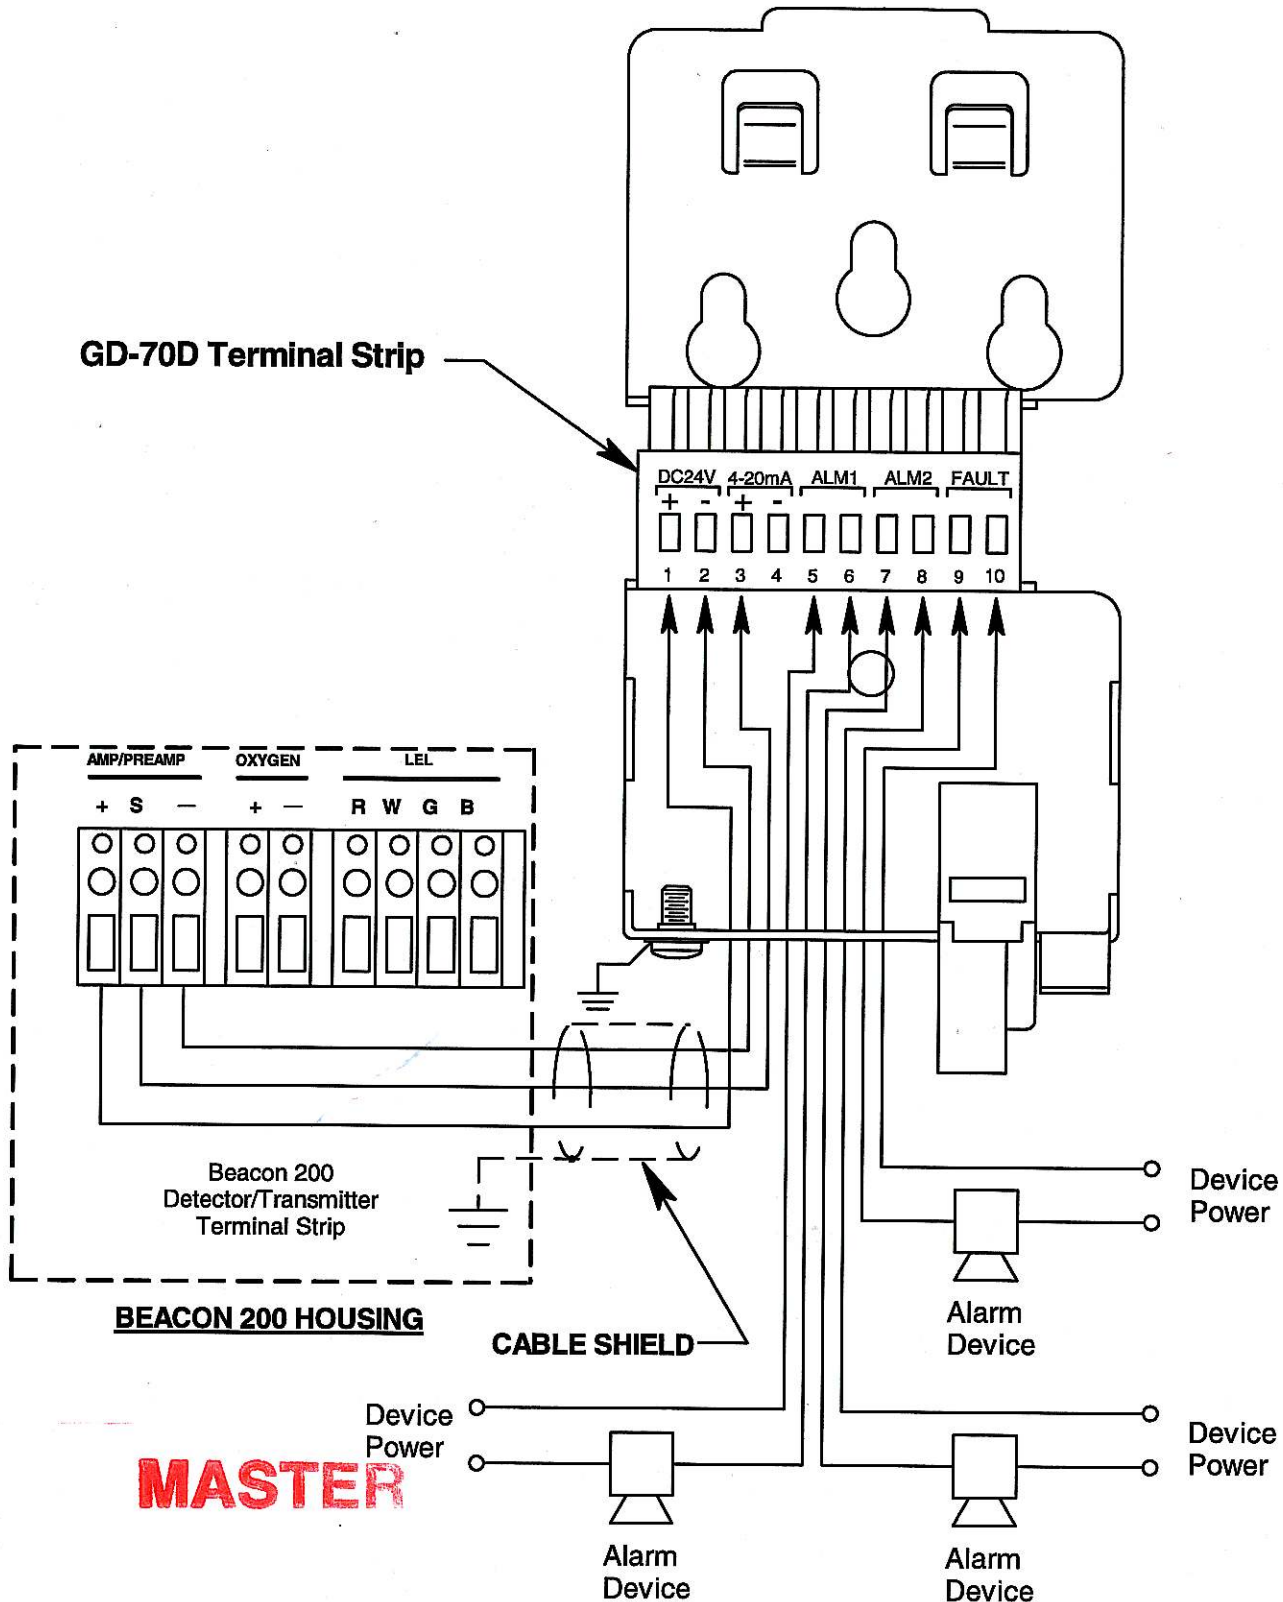 GD-70D Terminal Strip
DC24V 4-20mA ALM1 ALM2 FAULT
+ - + -
1 2 3 4 5 6 7 8 9 10
AMP/PREAMP OXYGEN LEL
+ S — + — R W G B
Beacon 200
Detector/Transmitter
Terminal Strip
BEACON 200 HOUSING
CABLE SHIELD
Device
Power
Alarm
Device
Device
Power
MASTER
Alarm
Device
Device
Power
Alarm
Device